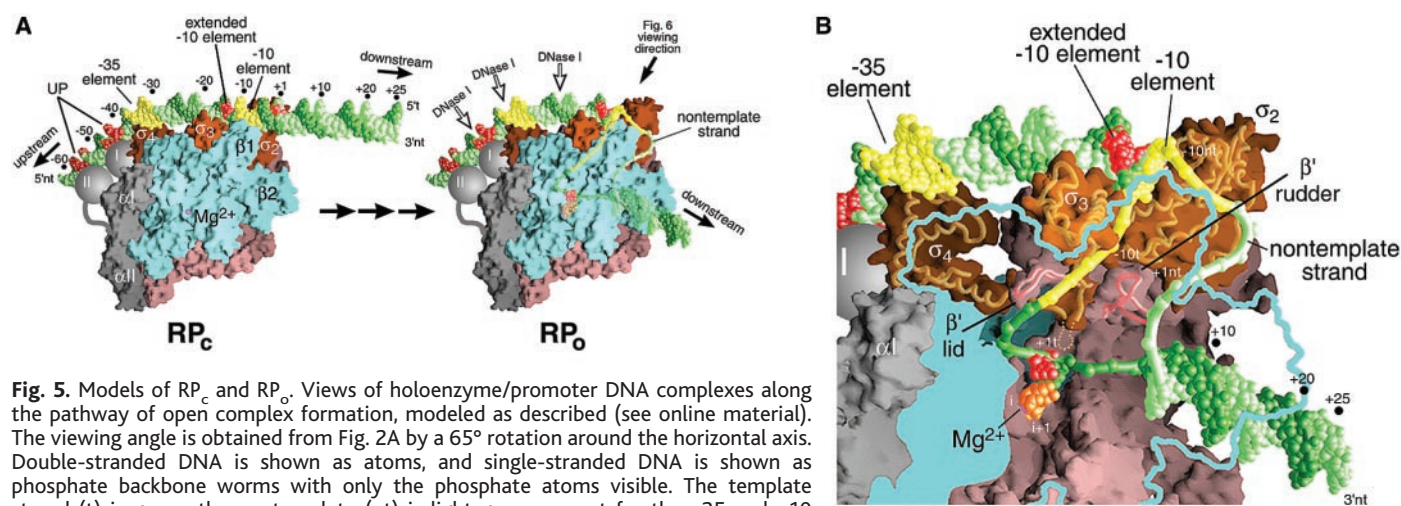 A
extended
-10 element
-35
element
-30
-20
-10
-10
element
+1
+10
+20
+25
downstream
5't
3'nt
UP
-40
-50
-60
upstream
5'nt
I
II
σ3
β1
σ2
β2
αI
αII
Mg2+
RPc
DNase I
DNase I
DNase I
Fig. 6
viewing
direction
nontemplate
strand
downstream
I
II
RPo
B
-35
element
extended
-10 element
-10
element
σ2
-10nt
β'
rudder
σ3
σ4
nontemplate
strand
-10t
+1nt
I
αI
β'
lid
+1t
+10
+20
+25
i
i+1
Mg2+
3'nt
Fig. 5. Models of RPc and RPo. Views of holoenzyme/promoter DNA complexes along
the pathway of open complex formation, modeled as described (see online material).
The viewing angle is obtained from Fig. 2A by a 65° rotation around the horizontal axis.
Double-stranded DNA is shown as atoms, and single-stranded DNA is shown as
phosphate backbone worms with only the phosphate atoms visible. The template